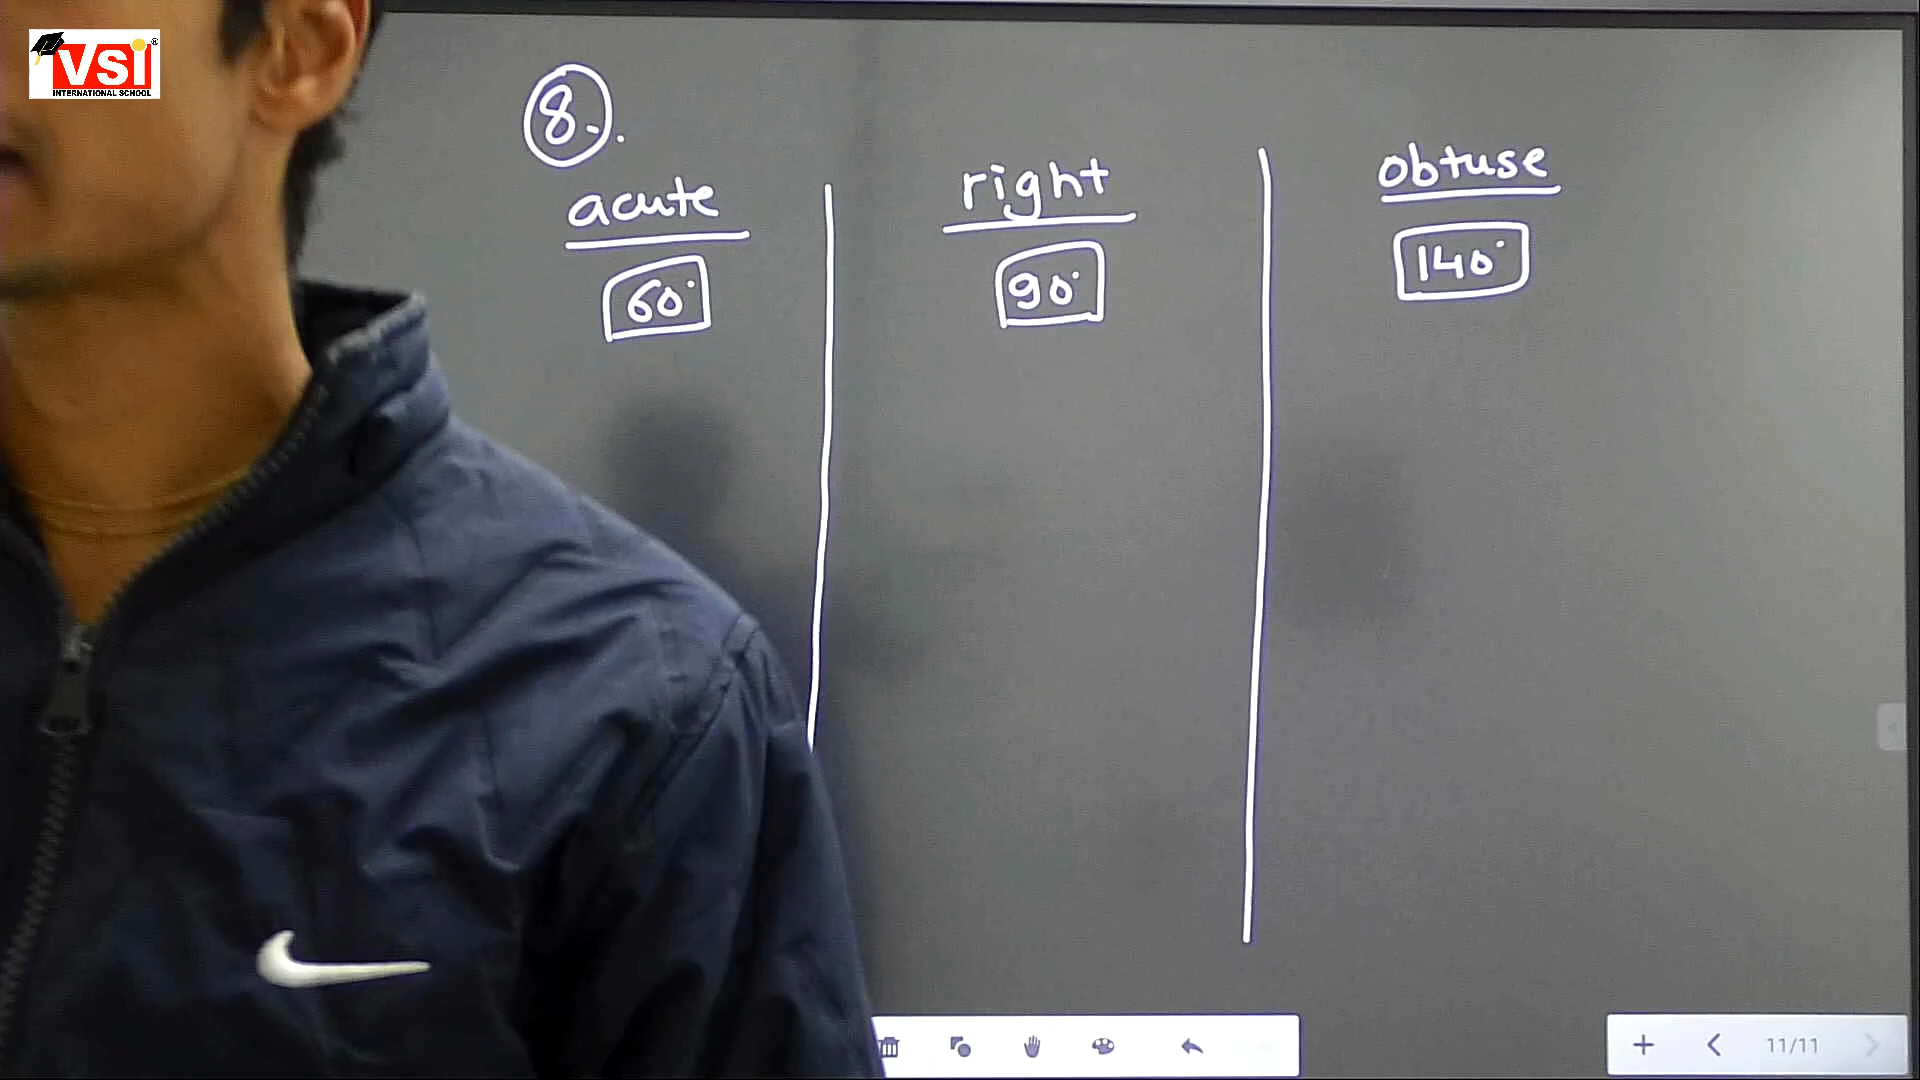 VSI
INTERNATIONAL SCHOOL
8.
acute
60°
right
90°
obtuse
140°
11/11